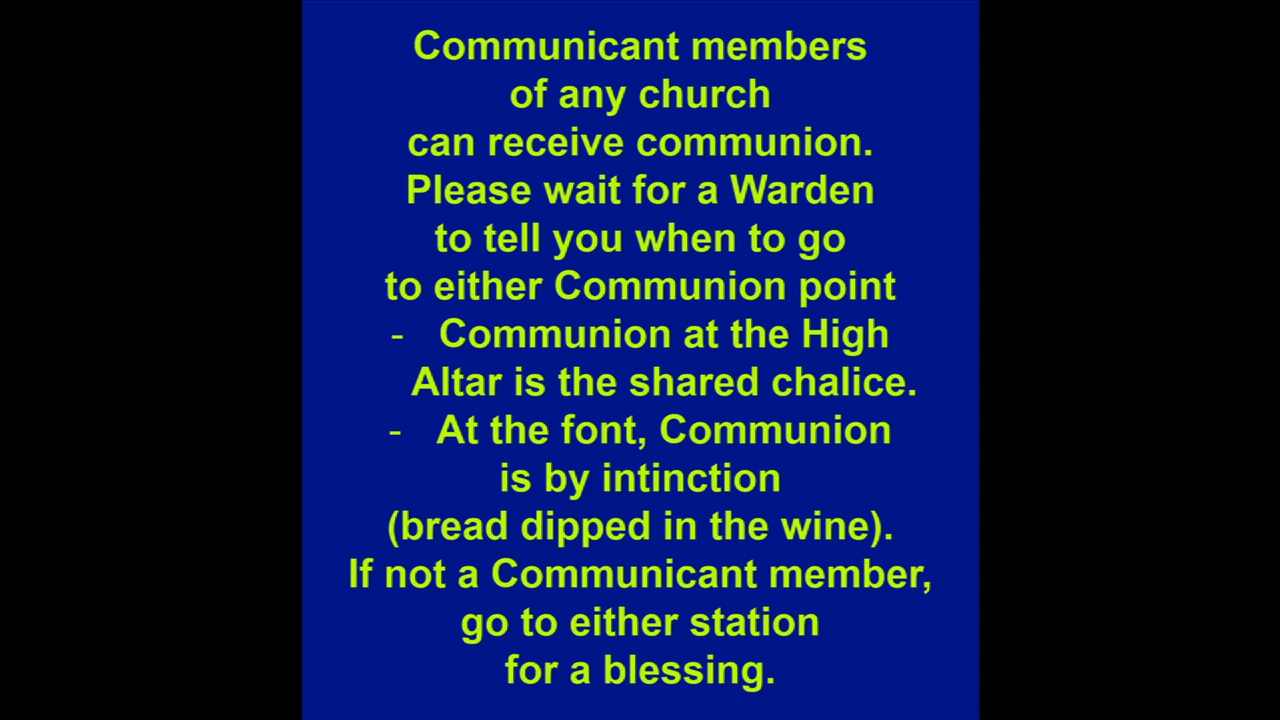 Communicant members
of any church
can receive communion.
Please wait for a Warden
to tell you when to go
to either Communion point
- Communion at the High
Altar is the shared chalice.
- At the font, Communion
is by intinction
(bread dipped in the wine).
If not a Communicant member,
go to either station
for a blessing.